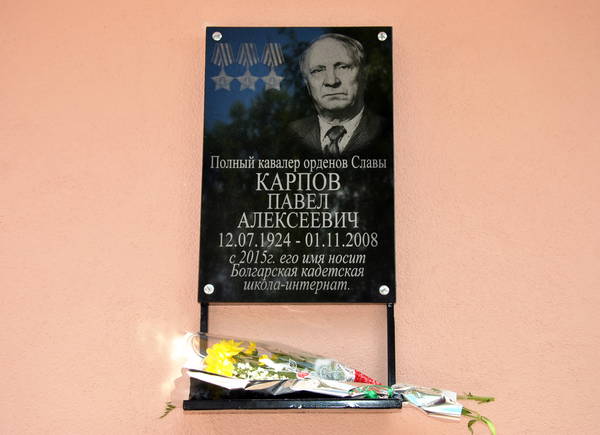 Полный кавалер орденов Славы
КАРПОВ
ПАВЕЛ
АЛЕКСЕЕВИЧ
12.07.1924 - 01.11.2008
с 2015г. его имя носит
Болгарская кадетская
школа-интернат.